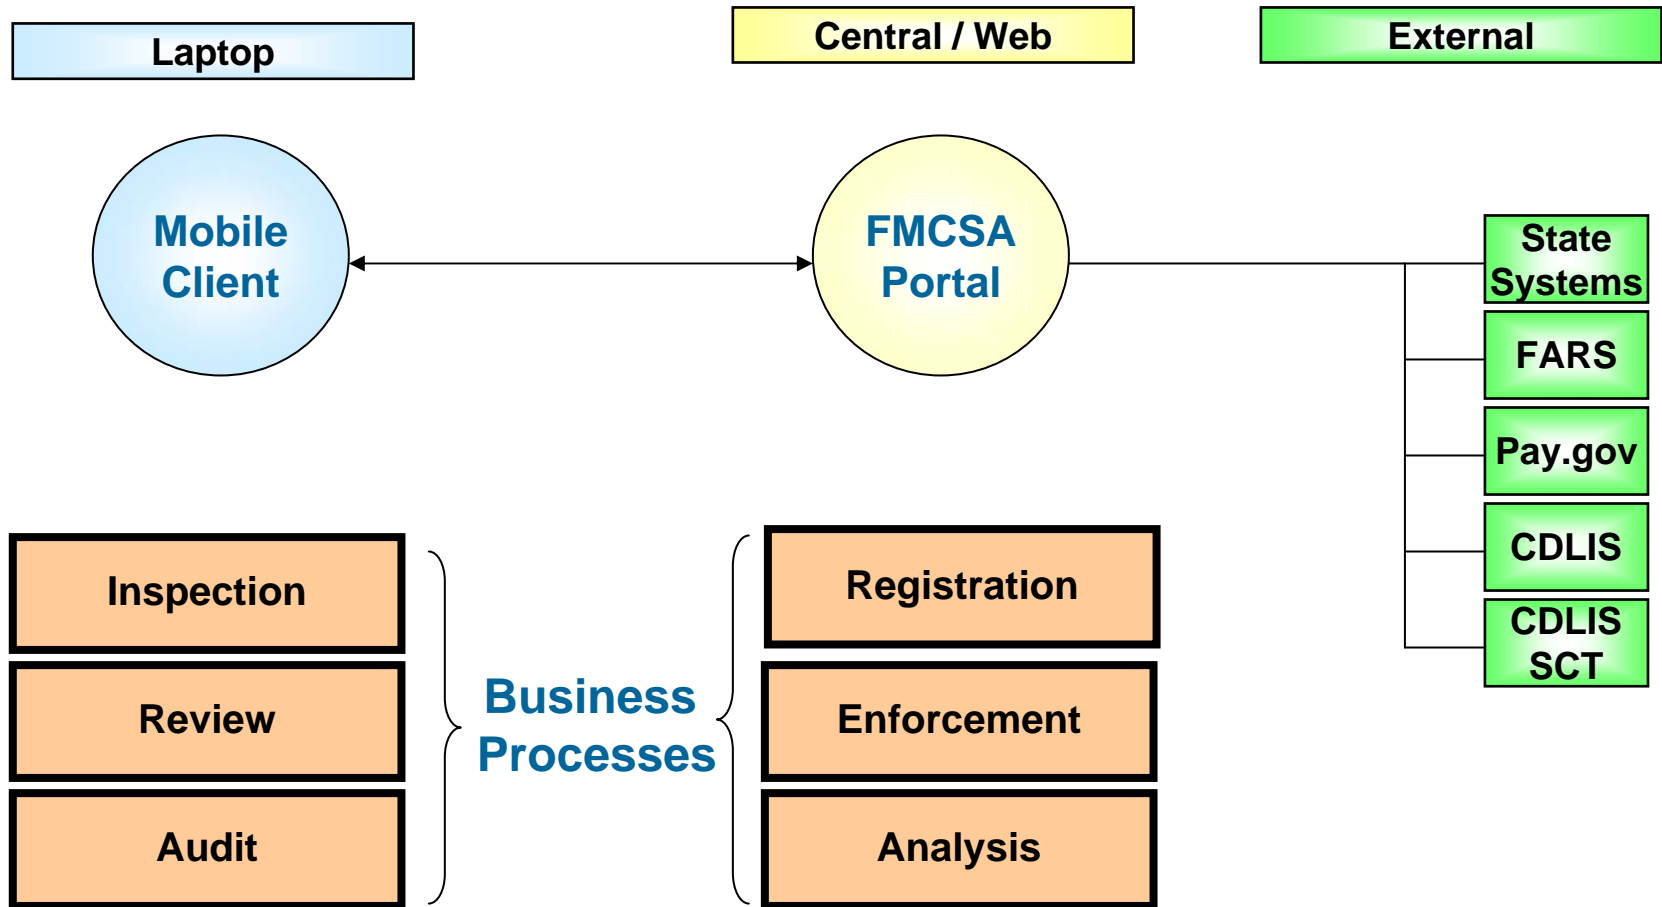 Laptop
Central / Web
External
Mobile
Client
FMCSA
Portal
State
Systems
FARS
Pay.gov
CDLIS
CDLIS
SCT
Inspection
Review
Audit
Business
Processes
Registration
Enforcement
Analysis